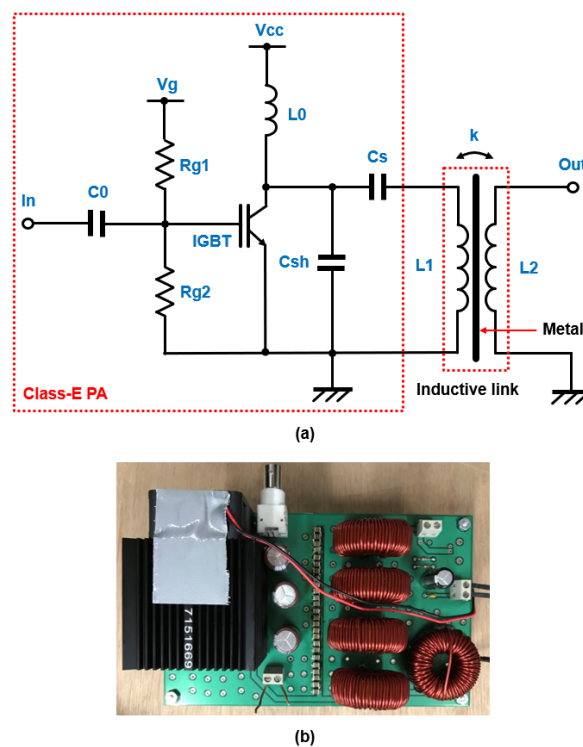 Vcc
Vg
L0
k
Rg1
Cs
Out
C0
In
IGBT
Csh
L1
L2
Rg2
Metal
Class-E PA
Inductive link
(a)
7151669
(b)